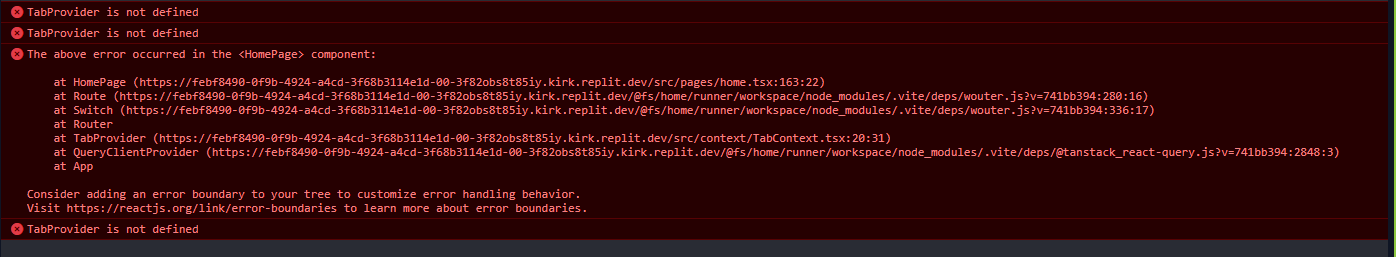 TabProvider is not defined
TabProvider is not defined
The above error occurred in the <HomePage> component:
at HomePage (https://febf8490-0f9b-4924-a4cd-3f68b3114e1d-00-3f82obs8t85iy.kirk.replit.dev/src/pages/home.tsx:163:22)
at Route (https://febf8490-0f9b-4924-a4cd-3f68b3114e1d-00-3f82obs8t85iy.kirk.replit.dev/@fs/home/runner/workspace/node_modules/.vite/deps/wouter.js?v=741bb394:280:16)
at Switch (https://febf8490-0f9b-4924-a4cd-3f68b3114e1d-00-3f82obs8t85iy.kirk.replit.dev/@fs/home/runner/workspace/node_modules/.vite/deps/wouter.js?v=741bb394:336:17)
at Router
at TabProvider (https://febf8490-0f9b-4924-a4cd-3f68b3114e1d-00-3f82obs8t85iy.kirk.replit.dev/src/context/TabContext.tsx:20:31)
at QueryClientProvider (https://febf8490-0f9b-4924-a4cd-3f68b3114e1d-00-3f82obs8t85iy.kirk.replit.dev/@fs/home/runner/workspace/node_modules/.vite/deps/@tanstack_react-query.js?v=741bb394:2848:3)
at App
Consider adding an error boundary to your tree to customize error handling behavior.
Visit https://reactjs.org/link/error-boundaries to learn more about error boundaries.
TabProvider is not defined